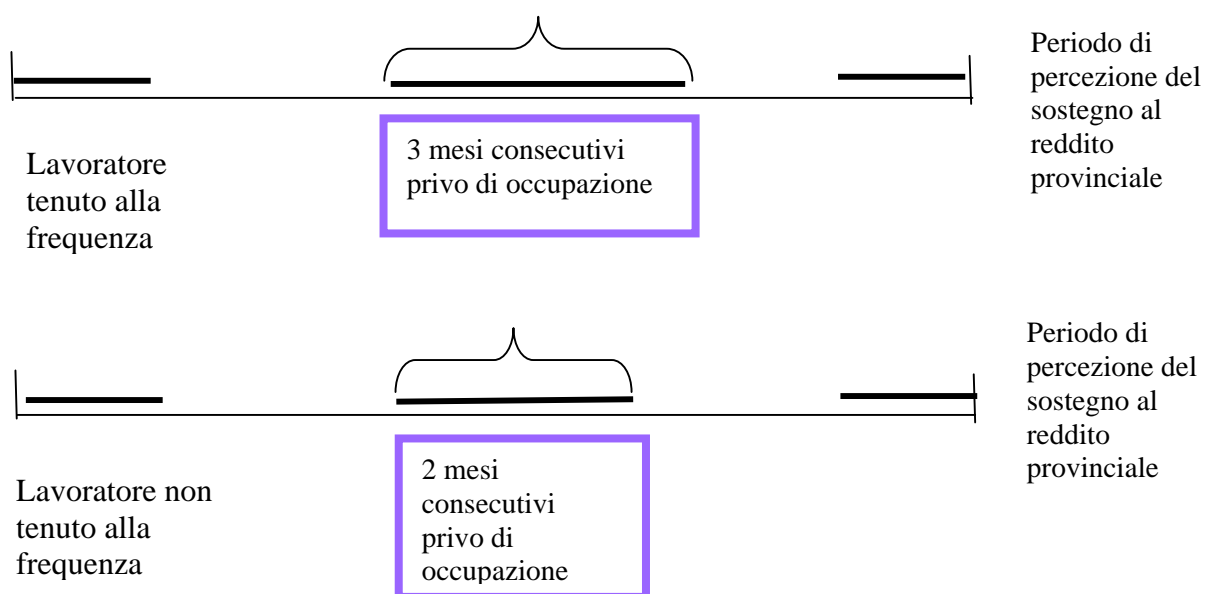 Periodo di
percezione del
sostegno al
reddito
provinciale
3 mesi consecutivi
privo di occupazione
Lavoratore
tenuto alla
frequenza
Periodo di
percezione del
sostegno al
reddito
provinciale
2 mesi
consecutivi
privo di
occupazione
Lavoratore non
tenuto alla
frequenza